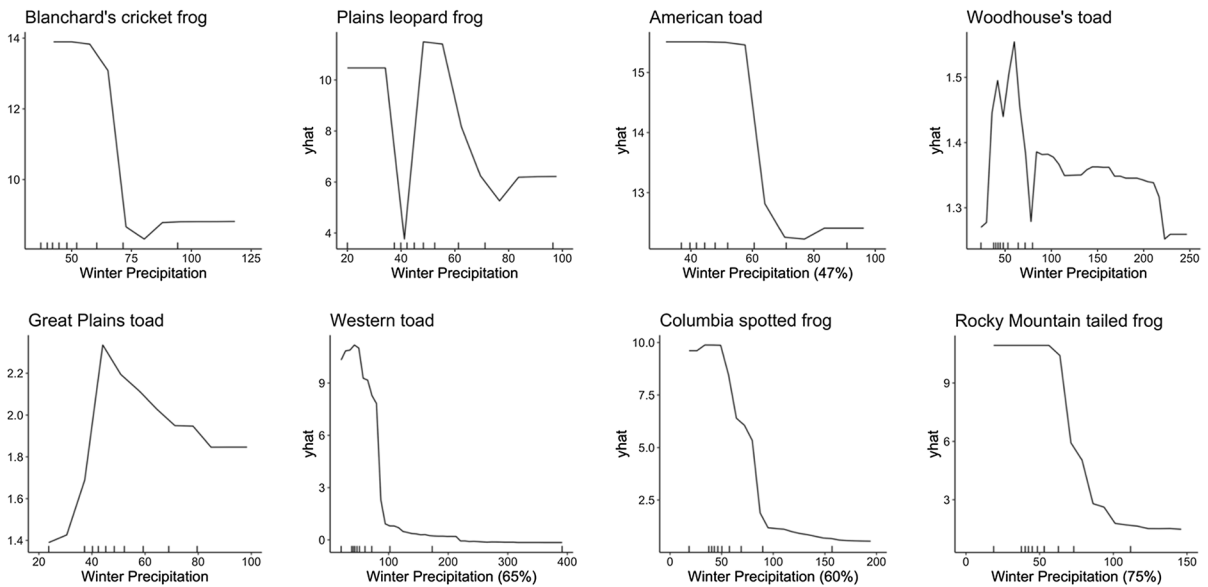 Blanchard's cricket frog
14
12
10
50 75 100 125
Winter Precipitation
Plains leopard frog
yhat
10
8
6
4
20 40 60 80 100
Winter Precipitation
American toad
yhat
15
14
13
40 60 80 100
Winter Precipitation (47%)
Woodhouse's toad
yhat
1.5
1.4
1.3
50 100 150 200 250
Winter Precipitation
Great Plains toad
2.2
2.0
1.8
1.6
1.4
20 40 60 80 100
Winter Precipitation
Western toad
yhat
9
6
3
0
100 200 300 400
Winter Precipitation (65%)
Columbia spotted frog
yhat
10.0
7.5
5.0
2.5
0 50 100 150 200
Winter Precipitation (60%)
Rocky Mountain tailed frog
yhat
9
6
3
0 50 100 150
Winter Precipitation (75%)